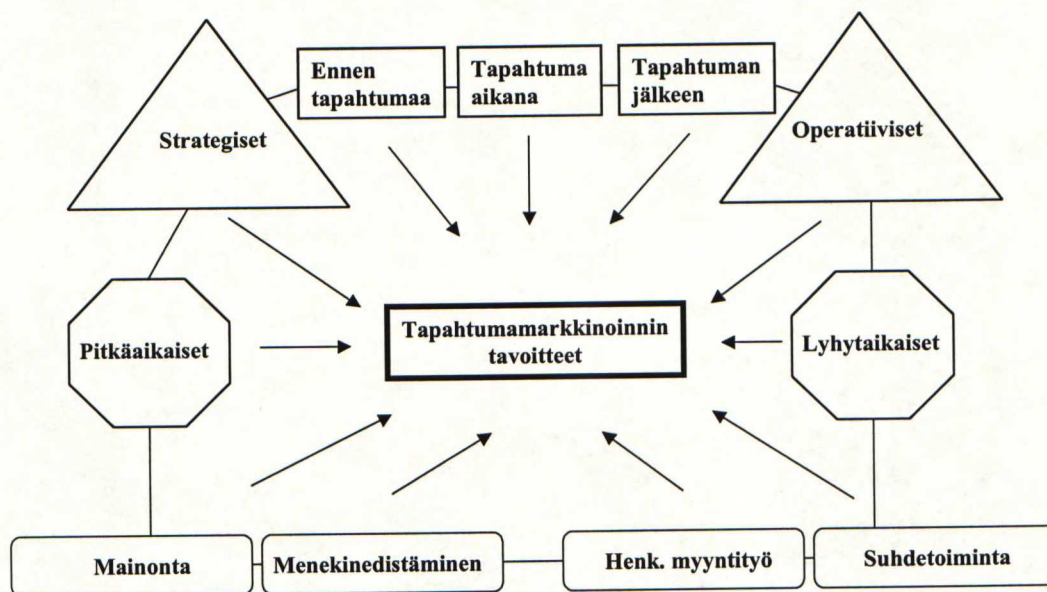 Ennen
tapahtumaa
Tapahtuma
aikana
Tapahtuman
jälkeen
Strategiset
Operatiiviset
Pitkäaikaiset
Tapahtumamarkkinoinnin
tavoitteet
Lyhytaikaiset
Mainonta
Menekinedistäminen
Henk. myyntityö
Suhdetoiminta